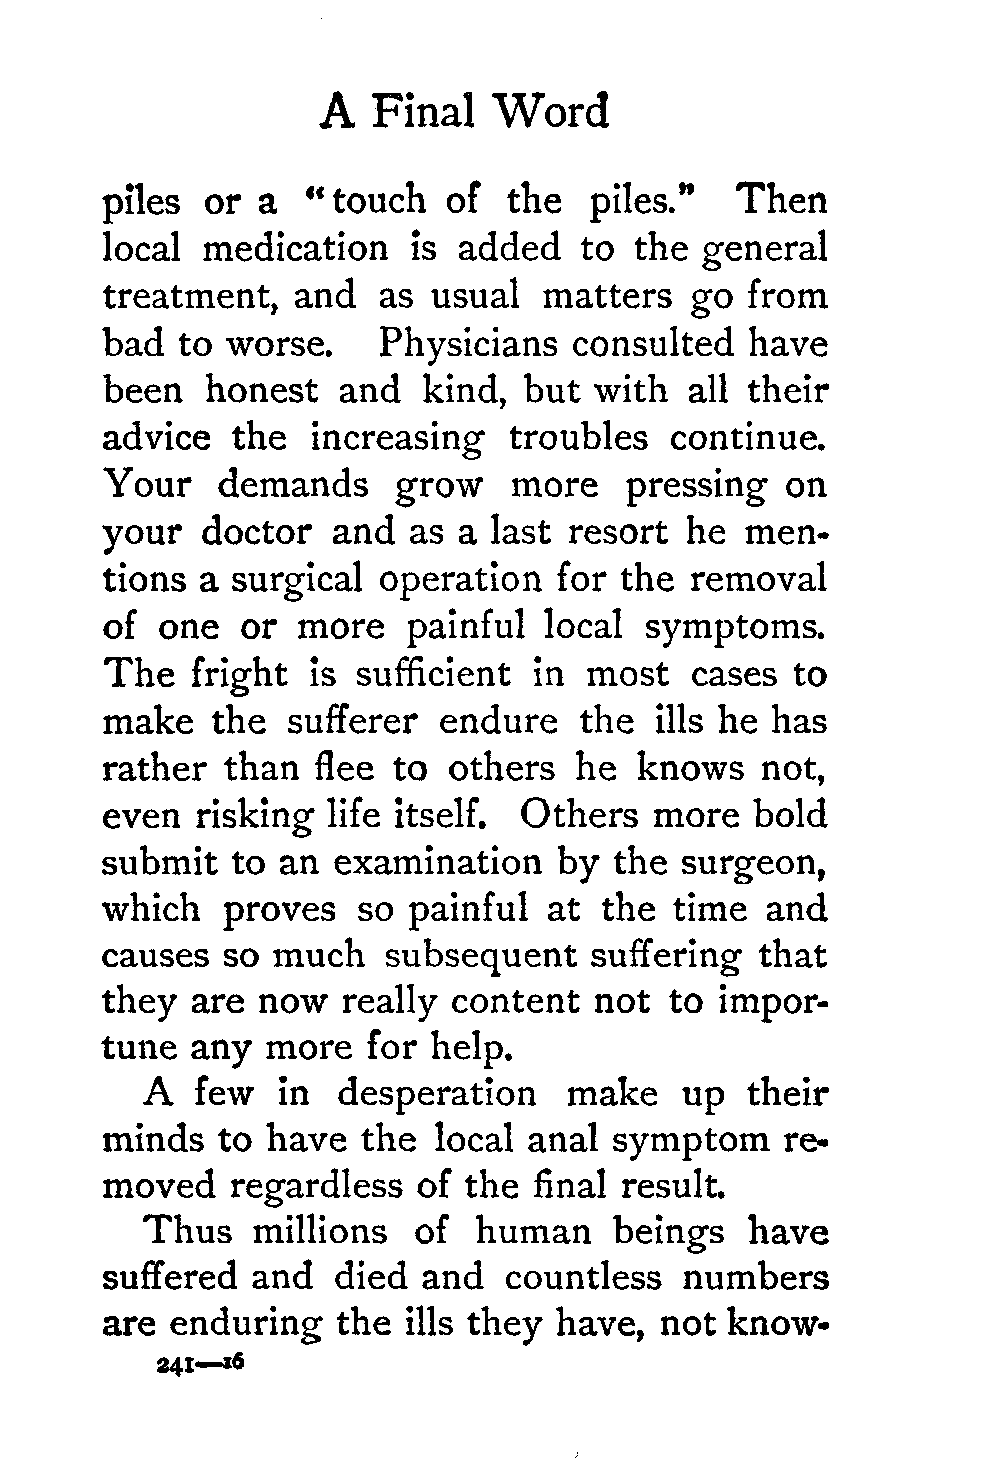 A Final Word
piles or a "touch of the piles." Then
local medication is added to the general
treatment, and as usual matters go from
bad to worse. Physicians consulted have
been honest and kind, but with all their
advice the increasing troubles continue.
Your demands grow more pressing on
your doctor and as a last resort he men-
tions a surgical operation for the removal
of one or more painful local symptoms.
The fright is sufficient in most cases to
make the sufferer endure the ills he has
rather than flee to others he knows not,
even risking life itself. Others more bold
submit to an examination by the surgeon,
which proves so painful at the time and
causes so much subsequent suffering that
they are now really content not to impor-
tune any more for help.
A few in desperation make up their
minds to have the local anal symptom re-
moved regardless of the final result.
Thus millions of human beings have
suffered and died and countless numbers
are enduring the ills they have, not know-
241—16